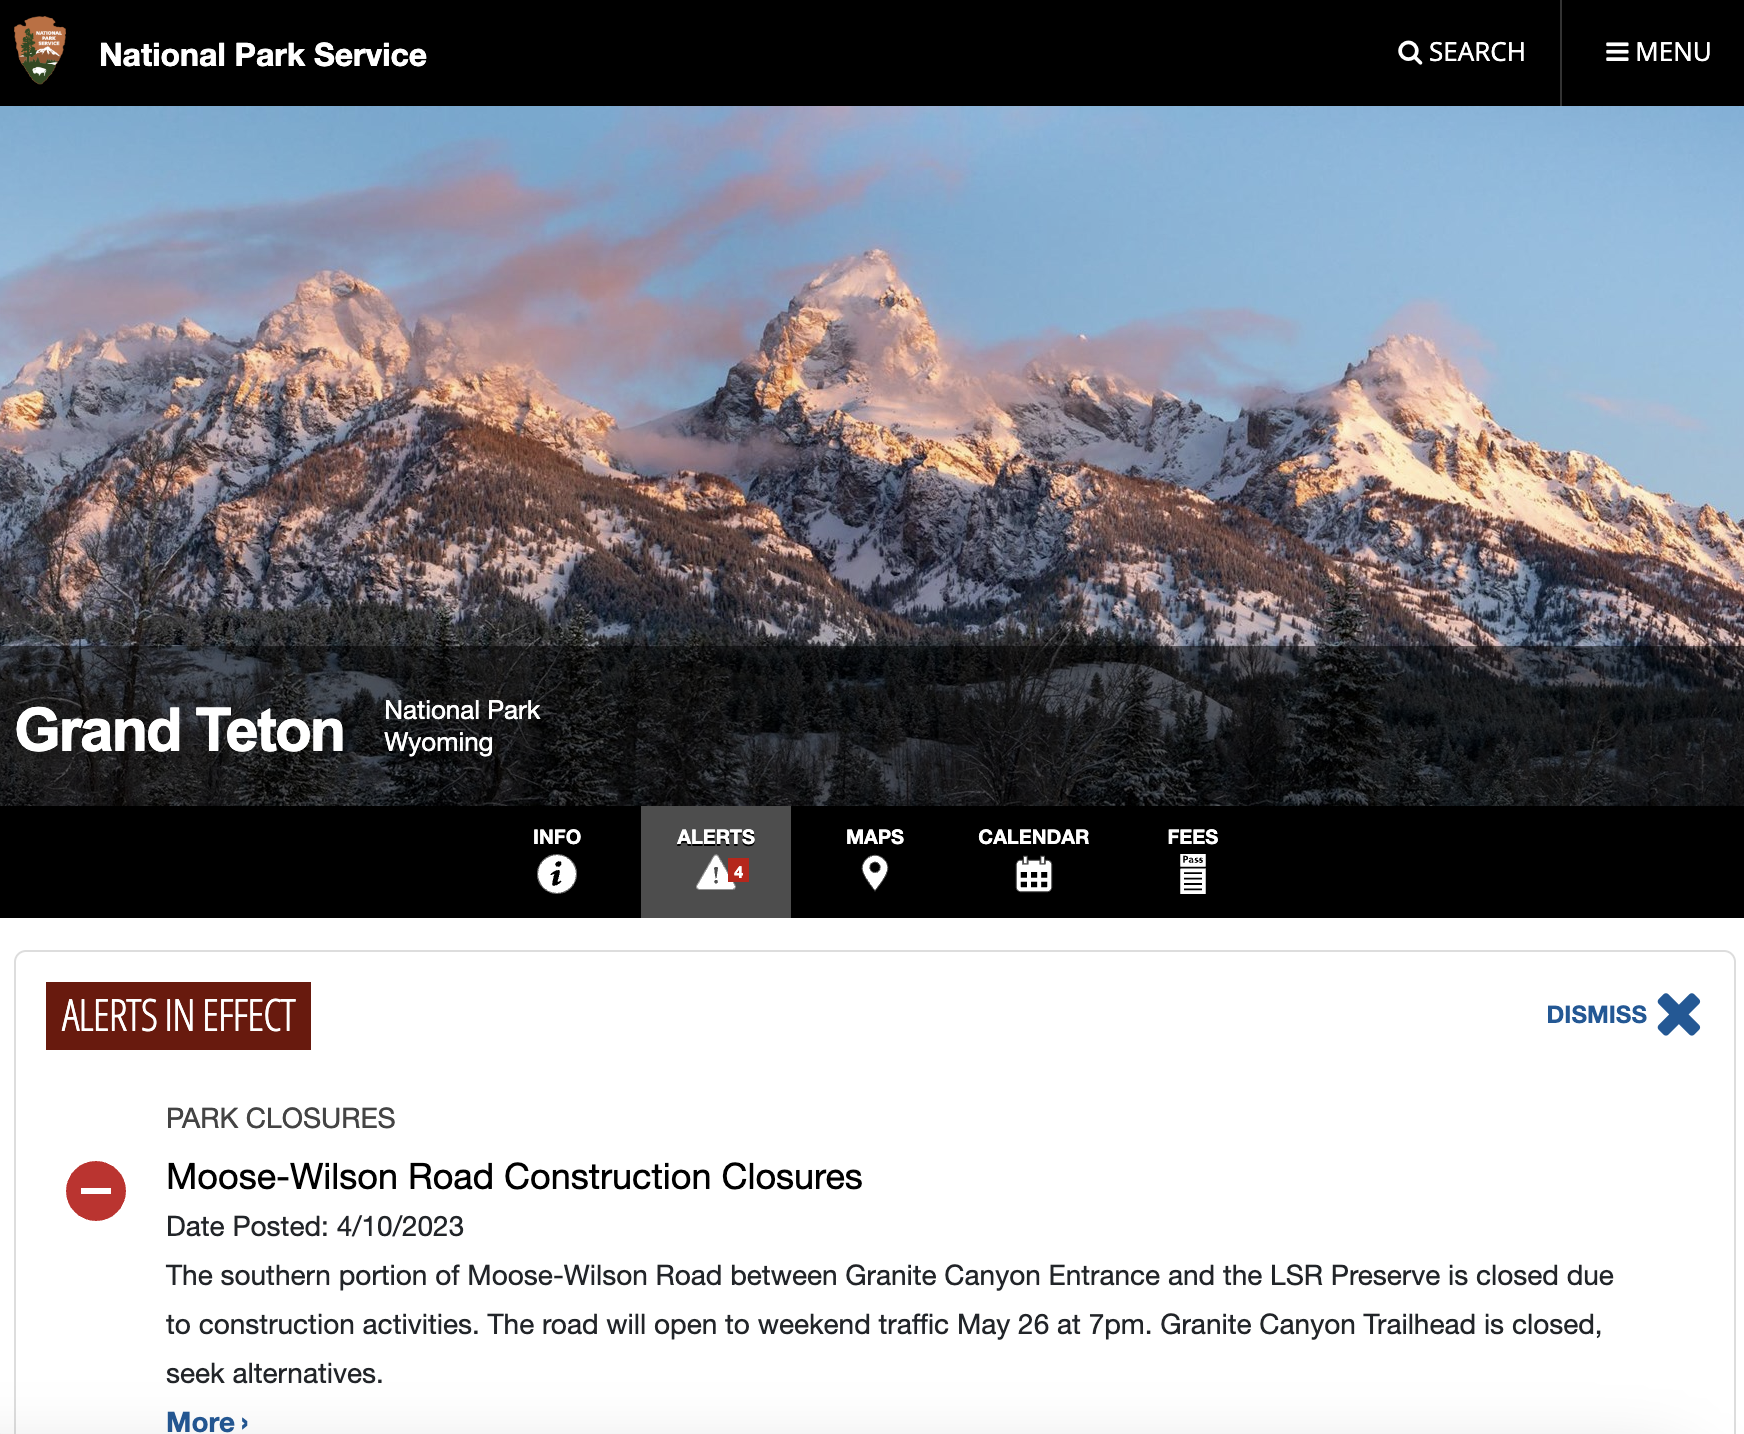 NATIONAL
PARK
SERVICE
National Park Service
SEARCH
MENU
Grand Teton
National Park
Wyoming
INFO
ALERTS
MAPS
CALENDAR
FEES
i
!
4
Pass
ALERTS IN EFFECT
DISMISS
PARK CLOSURES
Moose-Wilson Road Construction Closures
Date Posted: 4/10/2023
The southern portion of Moose-Wilson Road between Granite Canyon Entrance and the LSR Preserve is closed due
to construction activities. The road will open to weekend traffic May 26 at 7pm. Granite Canyon Trailhead is closed,
seek alternatives.
More ›